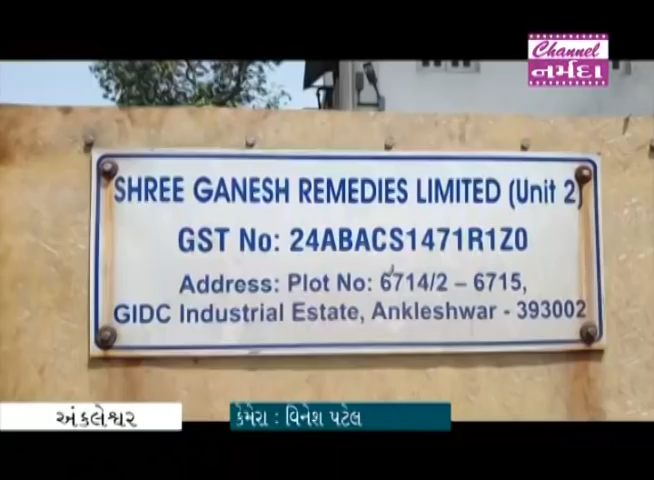 Channel
નર્મદા
SHREE GANESH REMEDIES LIMITED (Unit 2)
GST No: 24ABACS1471R1Z0
Address: Plot No: 6714/2 – 6715,
GIDC Industrial Estate, Ankleshwar - 393002
અંકલેશ્વર
કેમેરા : વિનેશ પટેલ